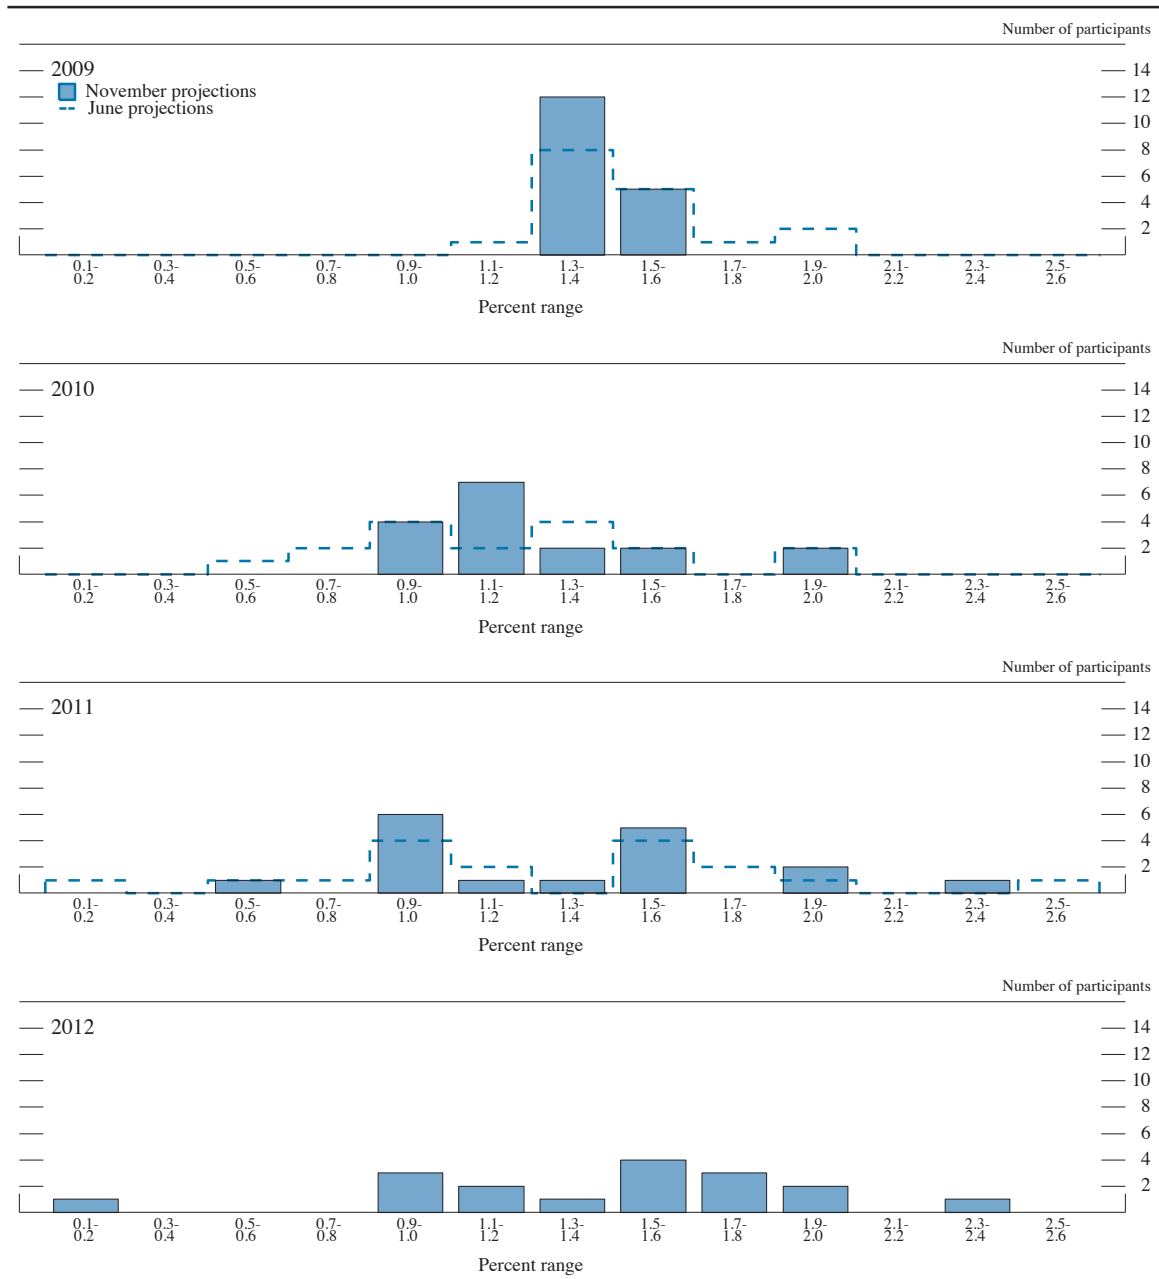 Number of participants
2009
November projections
June projections
14
12
10
8
6
4
2
0.1- 0.3- 0.5- 0.7- 0.9- 1.1- 1.3- 1.5- 1.7- 1.9- 2.1- 2.3- 2.5-
0.2 0.4 0.6 0.8 1.0 1.2 1.4 1.6 1.8 2.0 2.2 2.4 2.6
Percent range
Number of participants
2010
14
12
10
8
6
4
2
0.1- 0.3- 0.5- 0.7- 0.9- 1.1- 1.3- 1.5- 1.7- 1.9- 2.1- 2.3- 2.5-
0.2 0.4 0.6 0.8 1.0 1.2 1.4 1.6 1.8 2.0 2.2 2.4 2.6
Percent range
Number of participants
2011
14
12
10
8
6
4
2
0.1- 0.3- 0.5- 0.7- 0.9- 1.1- 1.3- 1.5- 1.7- 1.9- 2.1- 2.3- 2.5-
0.2 0.4 0.6 0.8 1.0 1.2 1.4 1.6 1.8 2.0 2.2 2.4 2.6
Percent range
Number of participants
2012
14
12
10
8
6
4
2
0.1- 0.3- 0.5- 0.7- 0.9- 1.1- 1.3- 1.5- 1.7- 1.9- 2.1- 2.3- 2.5-
0.2 0.4 0.6 0.8 1.0 1.2 1.4 1.6 1.8 2.0 2.2 2.4 2.6
Percent range